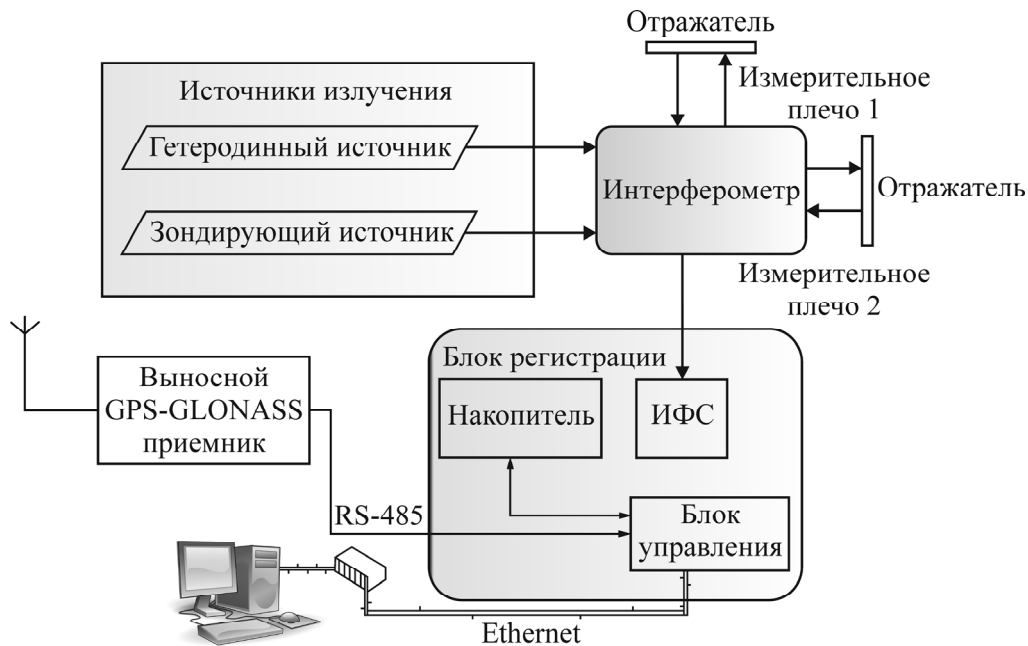 Отражатель
Измерительное
плечо 1
Источники излучения
Гетеродинный источник
Зондирующий источник
Интерферометр
Отражатель
Измерительное
плечо 2
Блок регистрации
Накопитель
ИФС
Выносной
GPS-GLONASS
приемник
RS-485
Блок
управления
Ethernet